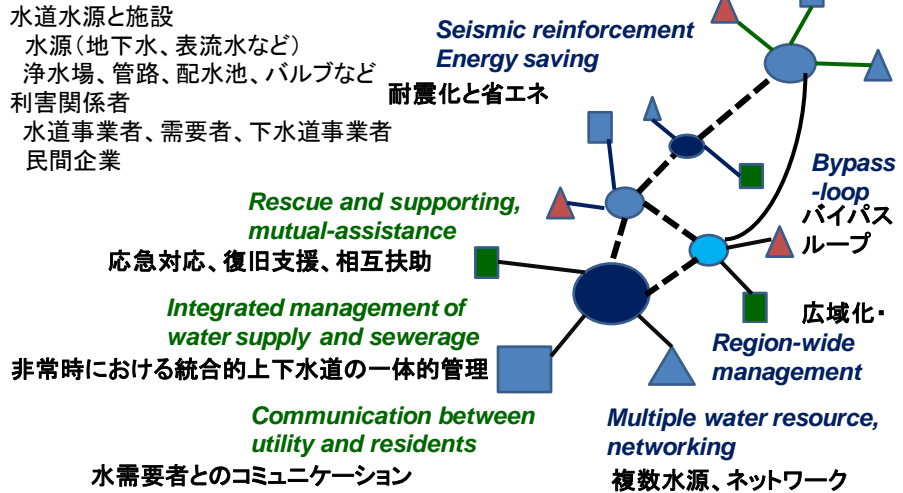 水道水源と施設
水源(地下水、表流水など)
浄水場、管路、配水池、バルブなど
利害関係者
水道事業者、需要者、下水道事業者
民間企業
Seismic reinforcement
Energy saving
耐震化と省エネ
Bypass
-loop
バイパス
ループ
Rescue and supporting,
mutual-assistance
応急対応、復旧支援、相互扶助
Integrated management of
water supply and sewerage
非常時における統合的上下水道の一体的管理
広域化・
Region-wide
management
Communication between
utility and residents
水需要者とのコミュニケーション
Multiple water resource,
networking
複数水源、ネットワーク